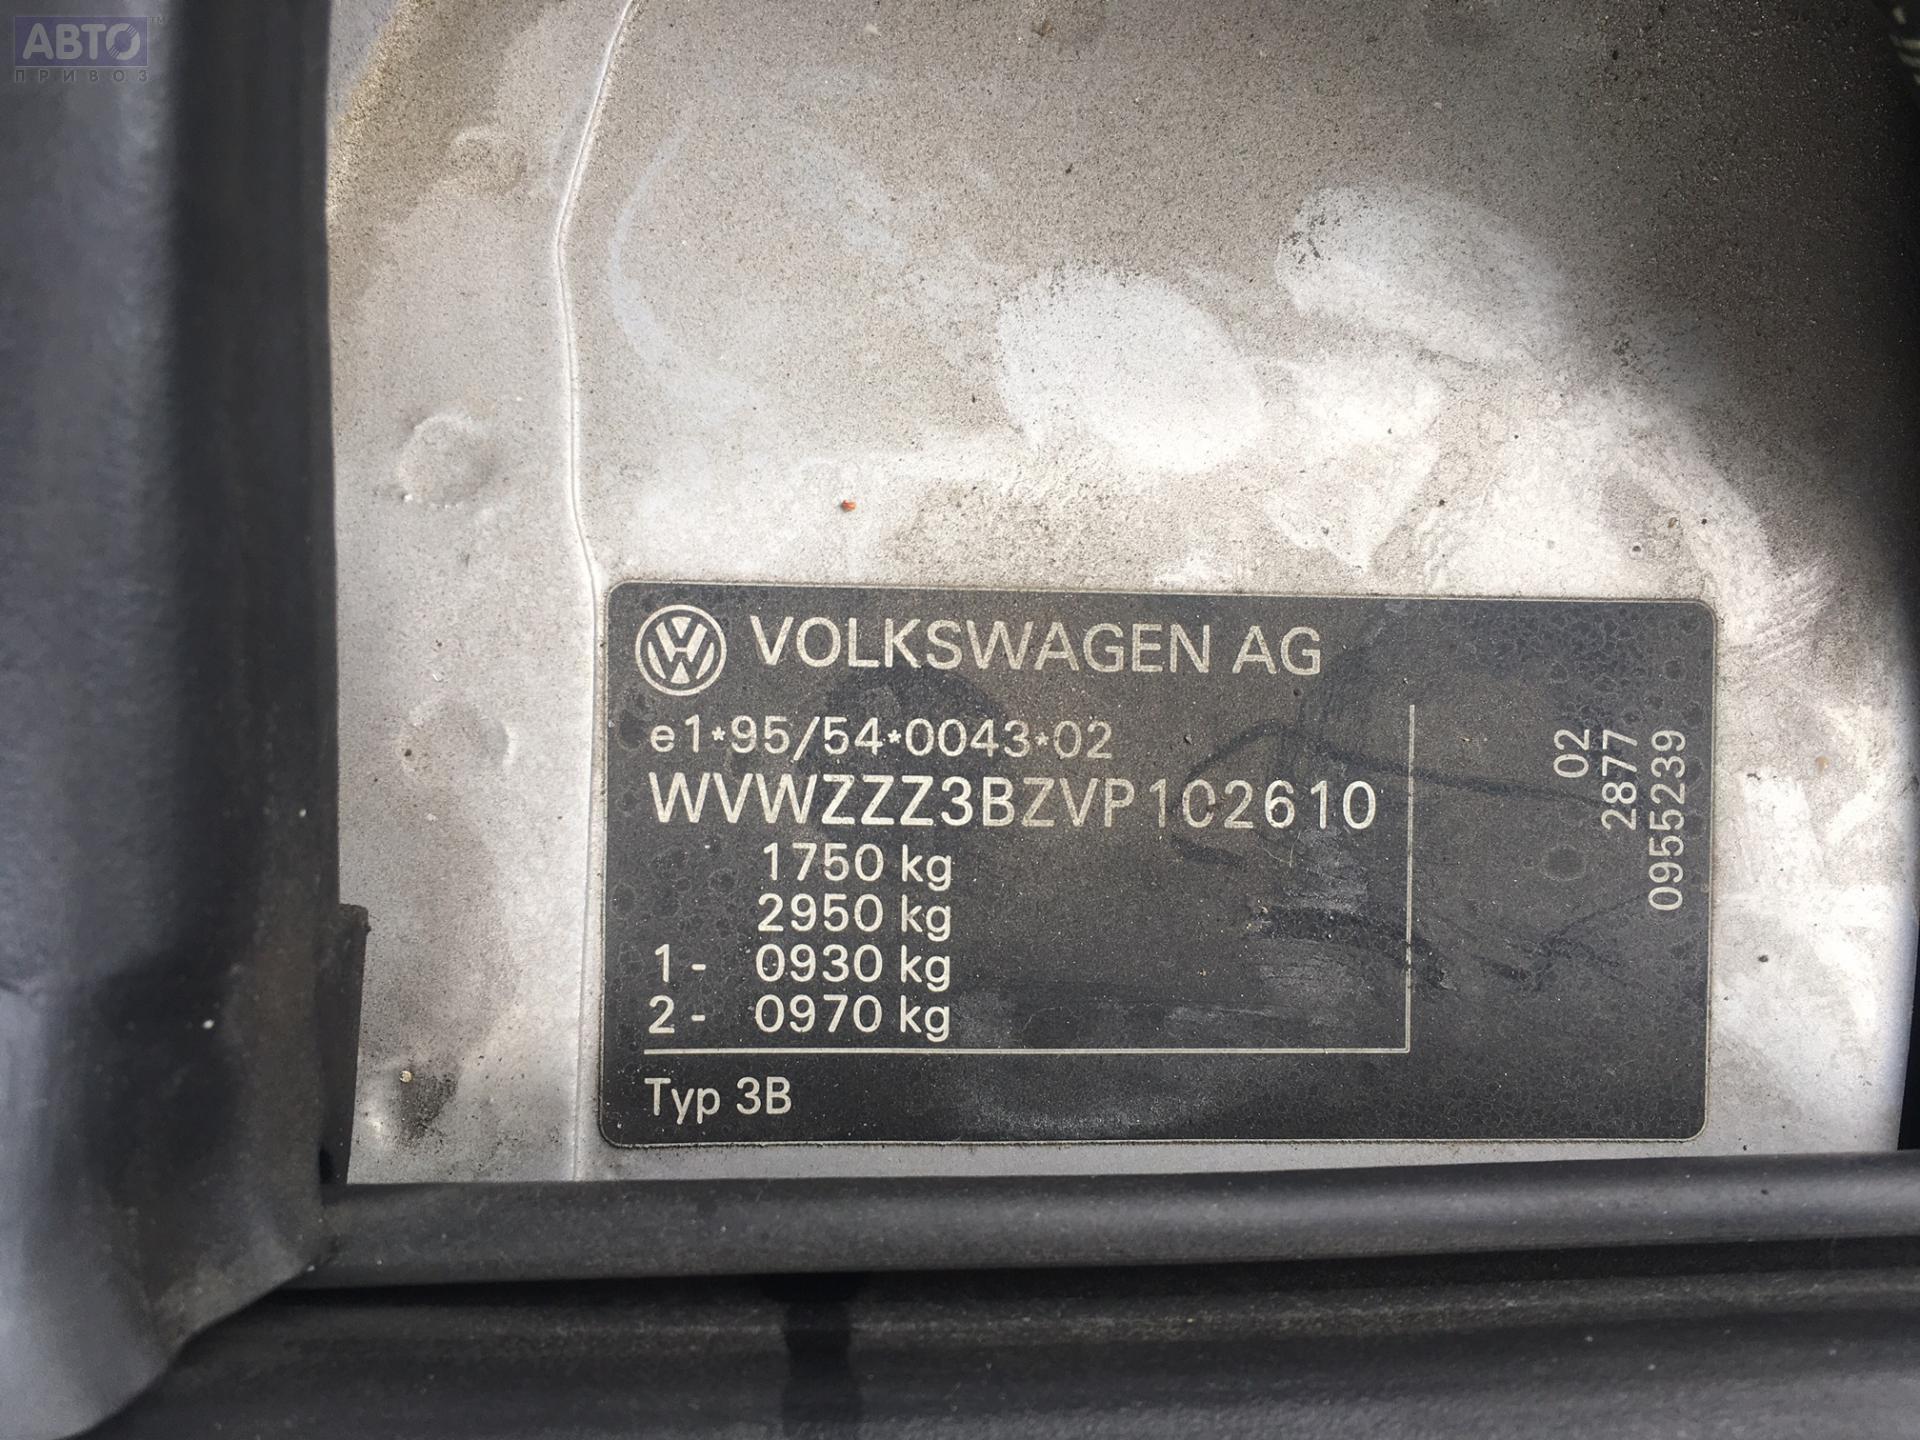 АВТО™
ПРИВОЗ
VOLKSWAGEN AG
e1*95/54*0043*02
WVWZZZ3BZVP102610
1750 kg
2950 kg
1- 0930 kg
2- 0970 kg
Typ 3B
02
2877
0955239